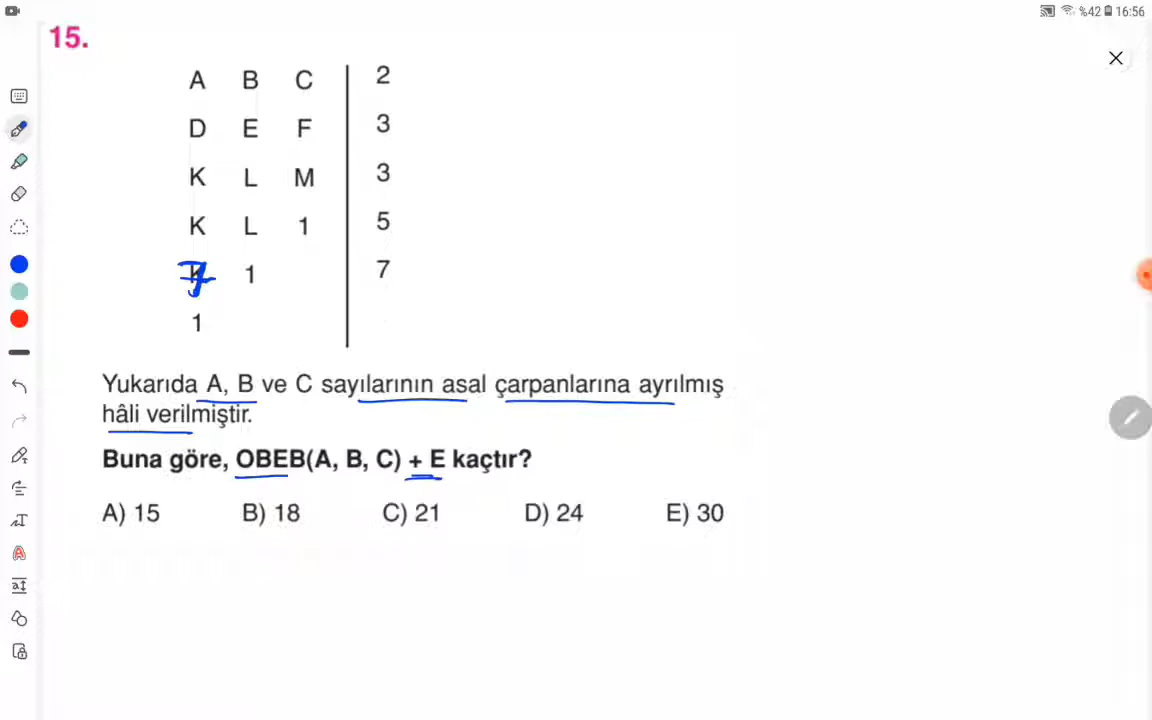 %42 16:56
15.
A B C 2
D E F 3
K L M 3
K L 1 5
7 1 7
1
Yukarıda A, B ve C sayılarının asal çarpanlarına ayrılmış
hâli verilmiştir.
Buna göre, OBEB(A, B, C) + E kaçtır?
A) 15 B) 18 C) 21 D) 24 E) 30